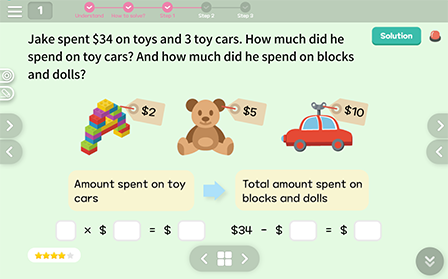 1
Understand
How to solve?
Step 1
Step 2
Step 3
Jake spent $34 on toys and 3 toy cars. How much did he
spend on toy cars? And how much did he spend on blocks
and dolls?
Solution
$2
$5
$10
Amount spent on toy
cars
Total amount spent on
blocks and dolls
× $ = $
$34 - $ = $